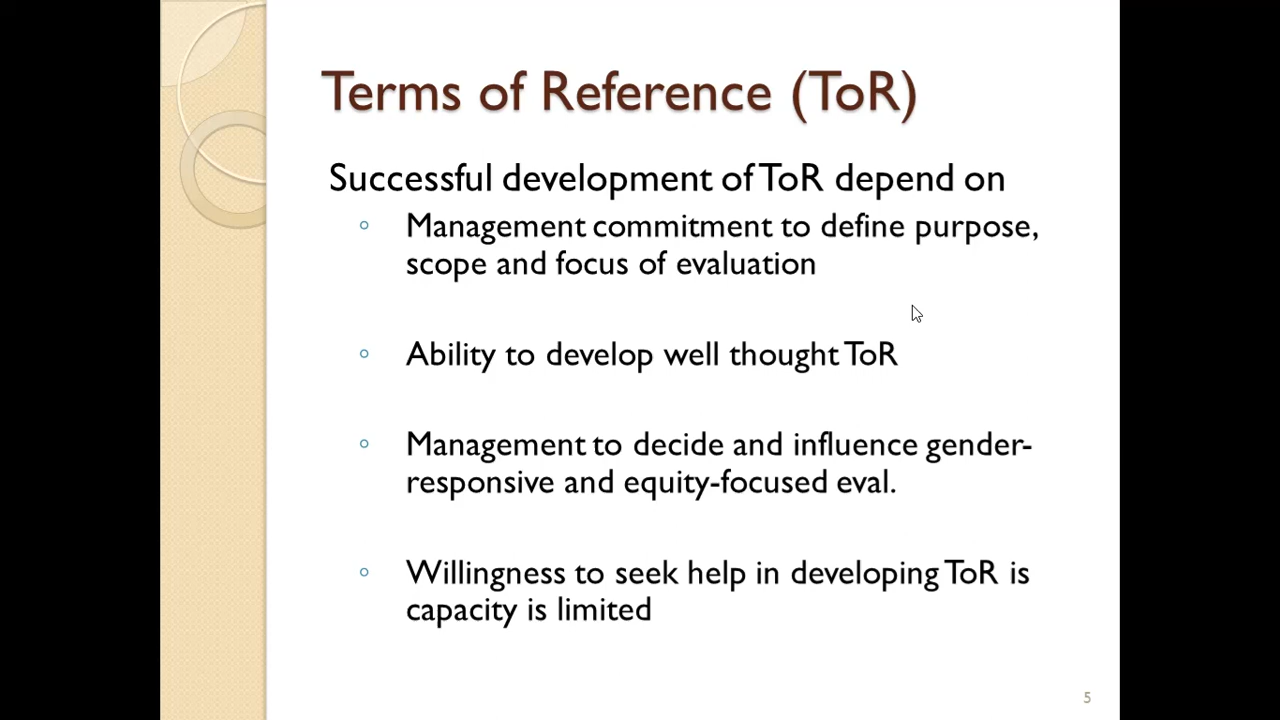 Terms of Reference (ToR)
Successful development of ToR depend on
◦ Management commitment to define purpose,
scope and focus of evaluation
◦ Ability to develop well thought ToR
◦ Management to decide and influence gender-
responsive and equity-focused eval.
◦ Willingness to seek help in developing ToR is
capacity is limited
5